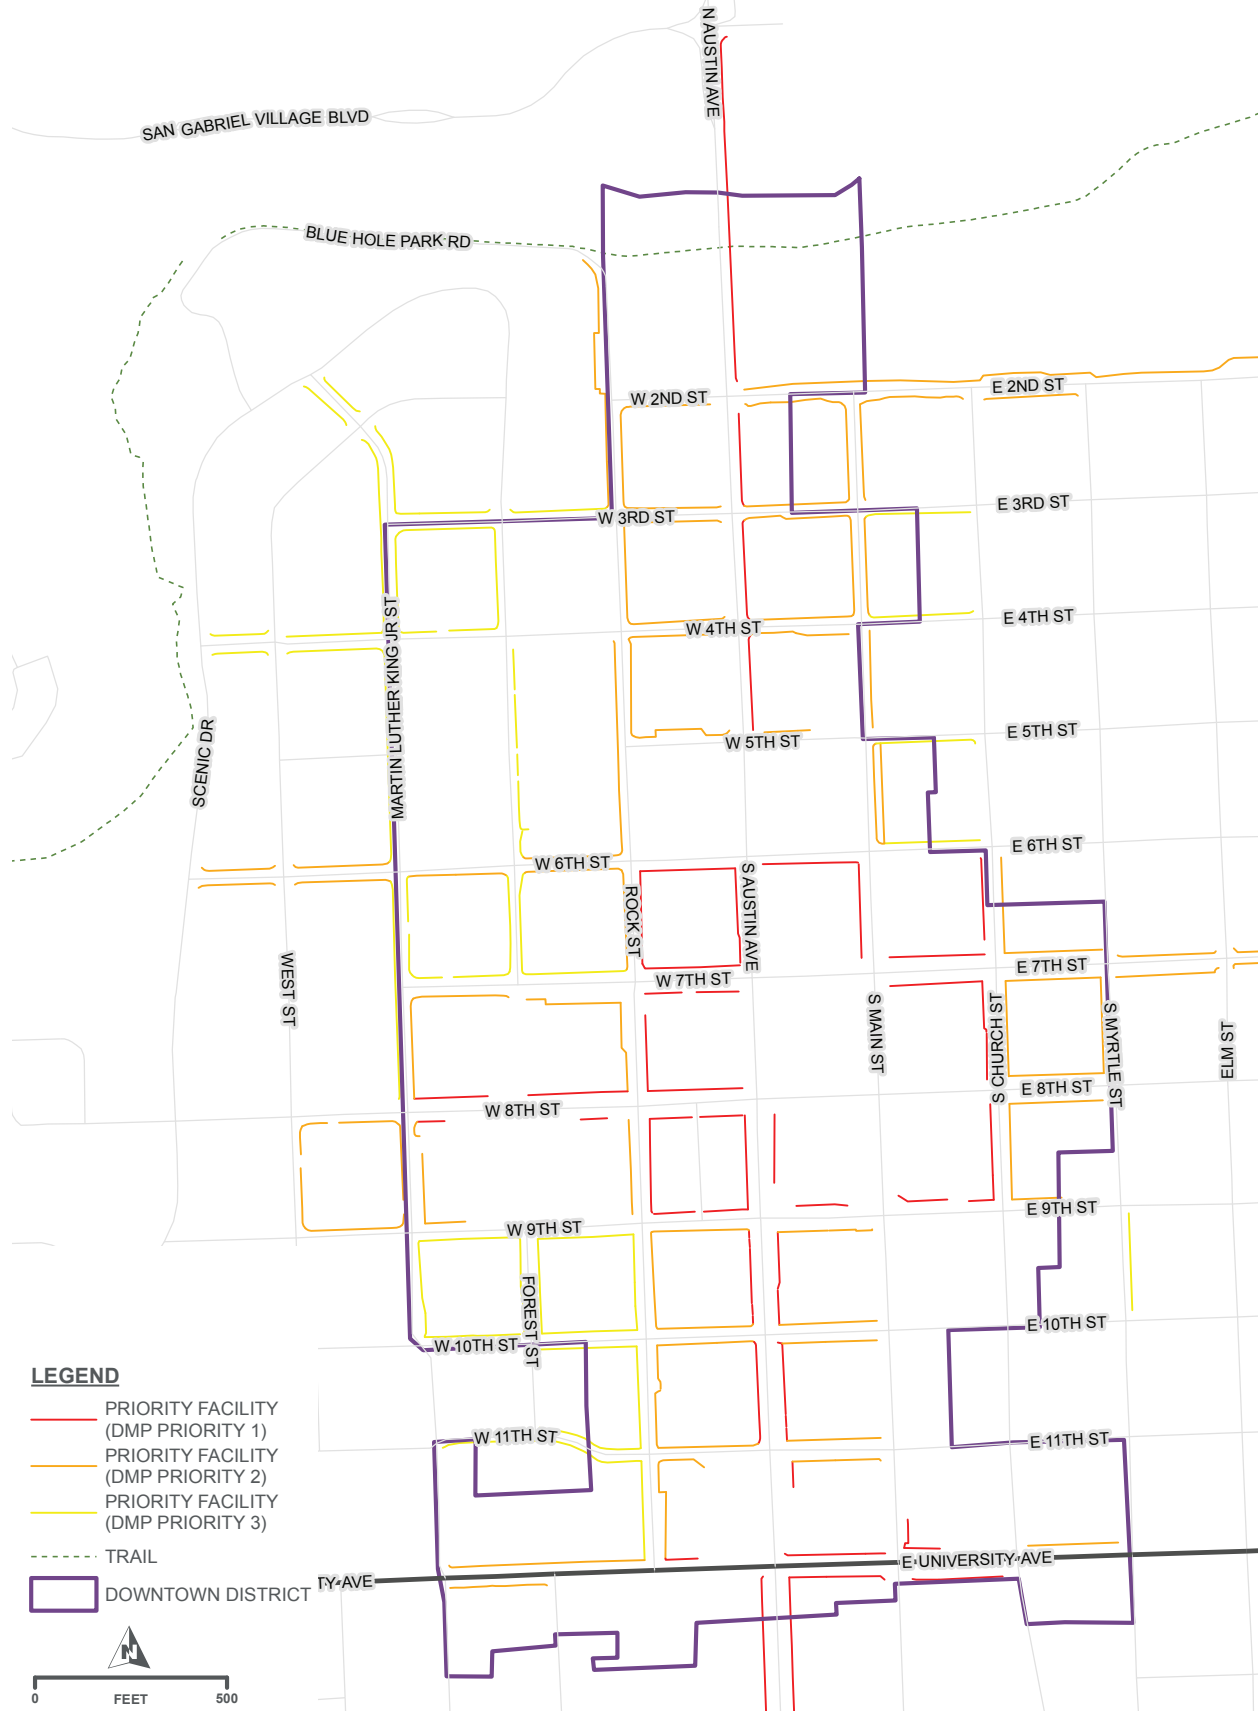 N AUSTIN AVE
SAN GABRIEL VILLAGE BLVD
BLUE HOLE PARK RD
W 2ND ST
E 2ND ST
W 3RD ST
E 3RD ST
W 4TH ST
E 4TH ST
MARTIN LUTHER KING JR ST
SCENIC DR
W 5TH ST
E 5TH ST
W 6TH ST
E 6TH ST
ROCK ST
S AUSTIN AVE
WEST ST
W 7TH ST
E 7TH ST
S MAIN ST
S CHURCH ST
S MYRTLE ST
ELM ST
W 8TH ST
E 8TH ST
W 9TH ST
E 9TH ST
FOREST ST
W 10TH ST
E 10TH ST
W 11TH ST
E 11TH ST
E UNIVERSITY AVE
TY AVE
LEGEND
PRIORITY FACILITY
(DMP PRIORITY 1)
PRIORITY FACILITY
(DMP PRIORITY 2)
PRIORITY FACILITY
(DMP PRIORITY 3)
TRAIL
DOWNTOWN DISTRICT
N
0 FEET 500